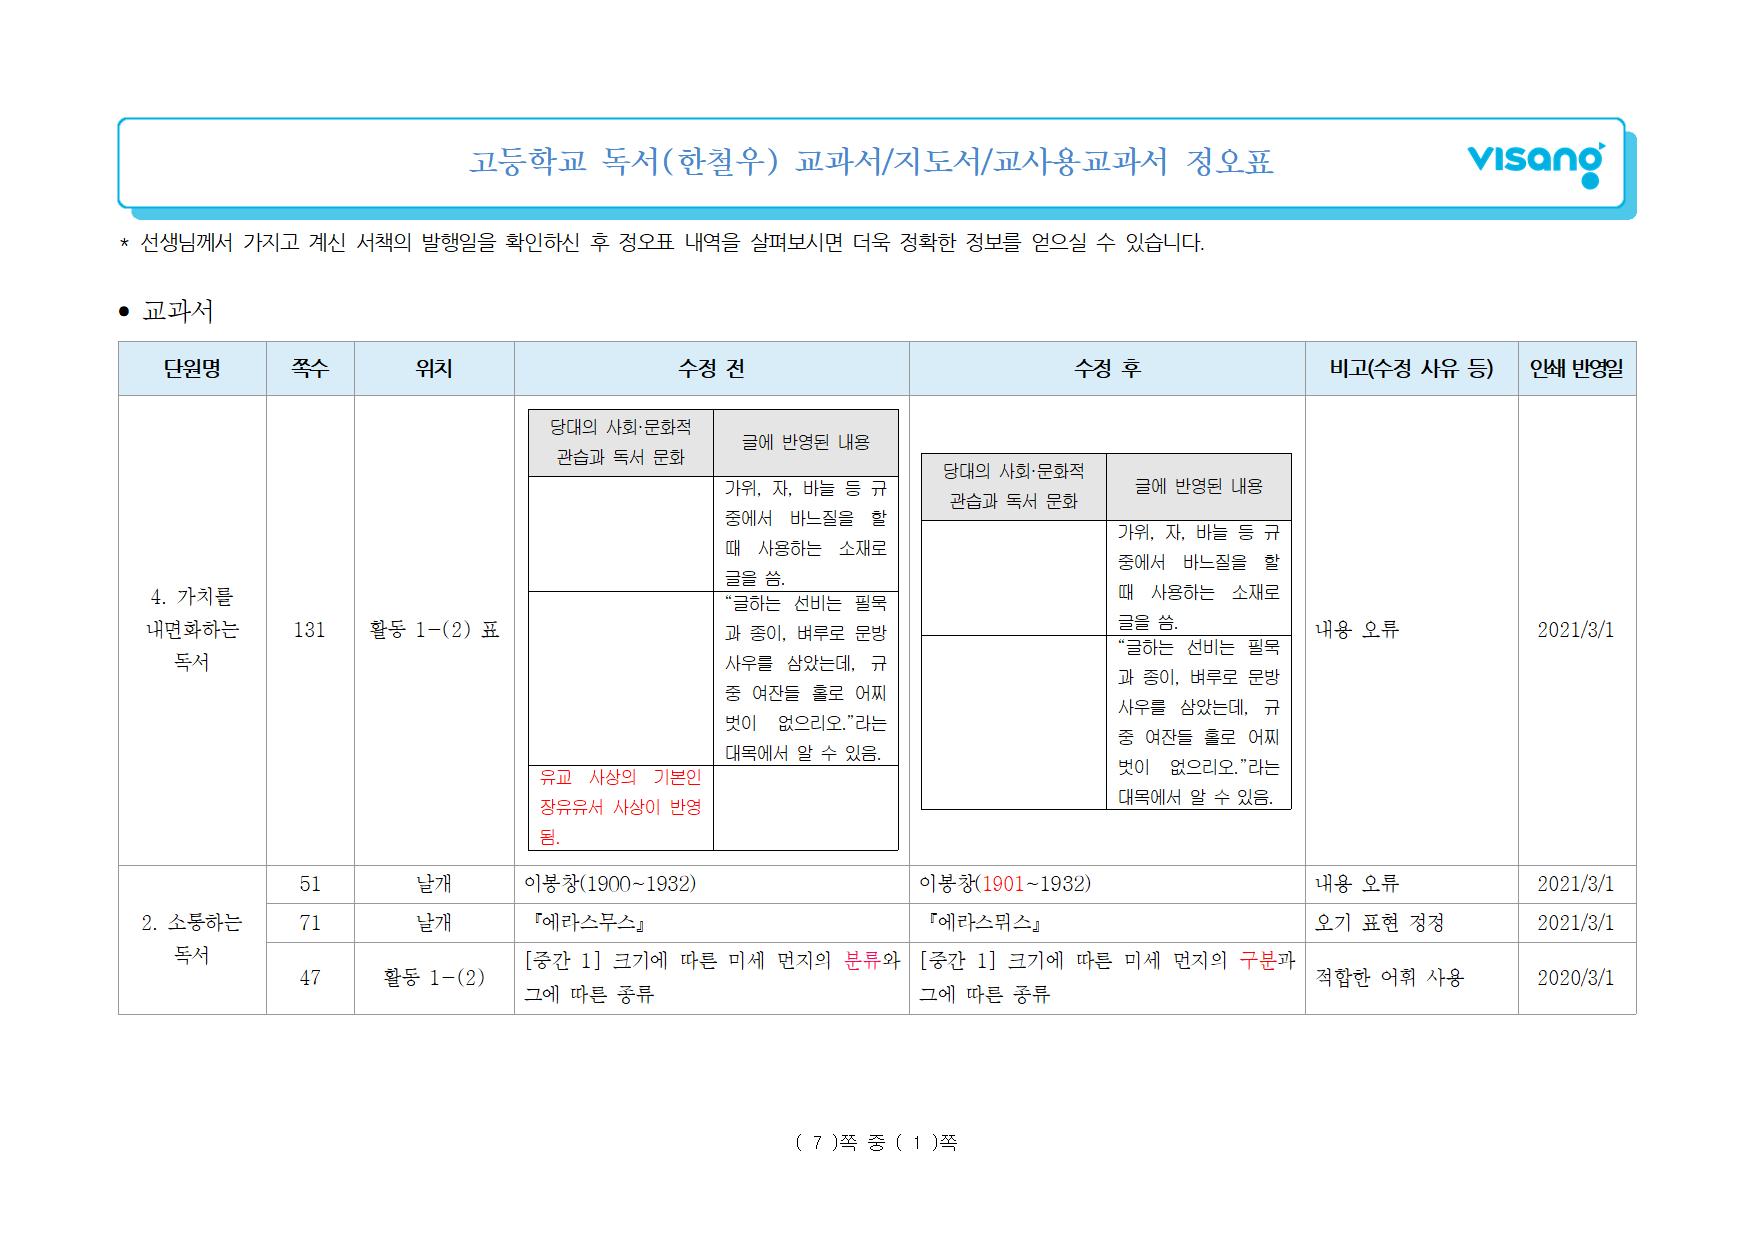 고등학교 독서(한철우) 교과서/지도서/교사용교과서 정오표
visang
* 선생님께서 가지고 계신 서책의 발행일을 확인하신 후 정오표 내역을 살펴보시면 더욱 정확한 정보를 얻으실 수 있습니다.
● 교과서
단원명 쪽수 위치 수정 전 수정 후 비고(수정 사유 등) 인쇄 반영일
4. 가치를
내면화하는
독서
131
활동 1-(2) 표
당대의 사회·문화적
관습과 독서 문화
글에 반영된 내용
가위, 자, 바늘 등 규
중에서 바느질을 할
때 사용하는 소재로
글을 씀.
“글하는 선비는 필묵
과 종이, 벼루로 문방
사우를 삼았는데, 규
중 여잔들 홀로 어찌
벗이 없으리오.”라는
대목에서 알 수 있음.
유교 사상의 기본인
장유유서 사상이 반영
됨.
당대의 사회·문화적
관습과 독서 문화
글에 반영된 내용
가위, 자, 바늘 등 규
중에서 바느질을 할
때 사용하는 소재로
글을 씀.
“글하는 선비는 필묵
과 종이, 벼루로 문방
사우를 삼았는데, 규
중 여잔들 홀로 어찌
벗이 없으리오.”라는
대목에서 알 수 있음.
내용 오류
2021/3/1
2. 소통하는
독서
51 날개 이봉창(1900~1932) 이봉창(1901~1932) 내용 오류 2021/3/1
71 날개 『에라스무스』 『에라스뮈스』 오기 표현 정정 2021/3/1
47
활동 1-(2)
[중간 1] 크기에 따른 미세 먼지의 분류와
그에 따른 종류
[중간 1] 크기에 따른 미세 먼지의 구분과
그에 따른 종류
적합한 어휘 사용
2020/3/1
( 7 )쪽 중 ( 1 )쪽